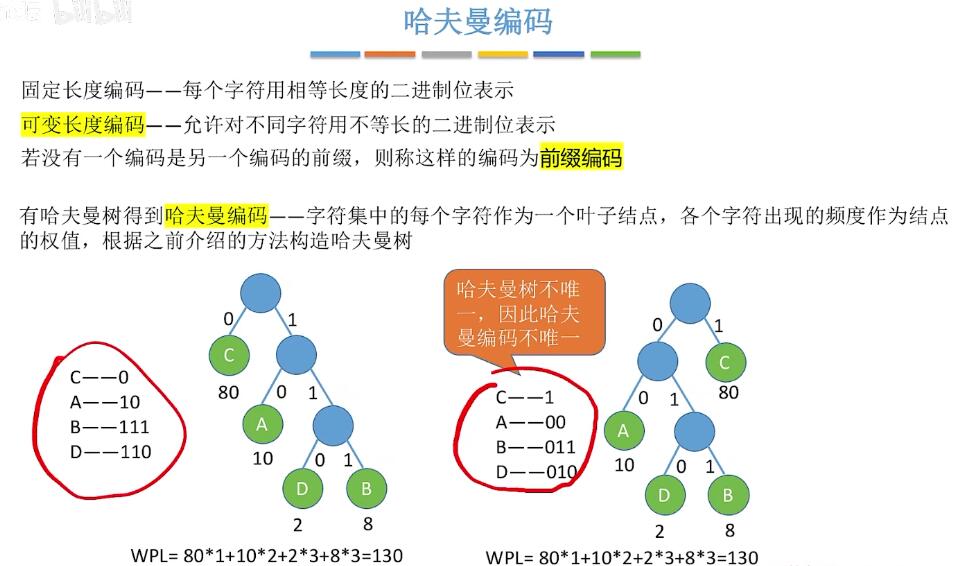 哈夫曼编码
固定长度编码——每个字符用相等长度的二进制位表示
可变长度编码——允许对不同字符用不等长的二进制位表示
若没有一个编码是另一个编码的前缀，则称这样的编码为前缀编码
有哈夫曼树得到哈夫曼编码——字符集中的每个字符作为一个叶子结点，各个字符出现的频度作为结点
的权值，根据之前介绍的方法构造哈夫曼树
C——0
A——10
B——111
D——110
0 1
C
80 0 1
A
10 0 1
D B
2 8
WPL= 80*1+10*2+2*3+8*3=130
哈夫曼树不唯
一，因此哈夫
曼编码不唯一
C——1
A——00
B——011
D——010
0 1
C
0 1 80
A
10 0 1
D B
2 8
WPL= 80*1+10*2+2*3+8*3=130